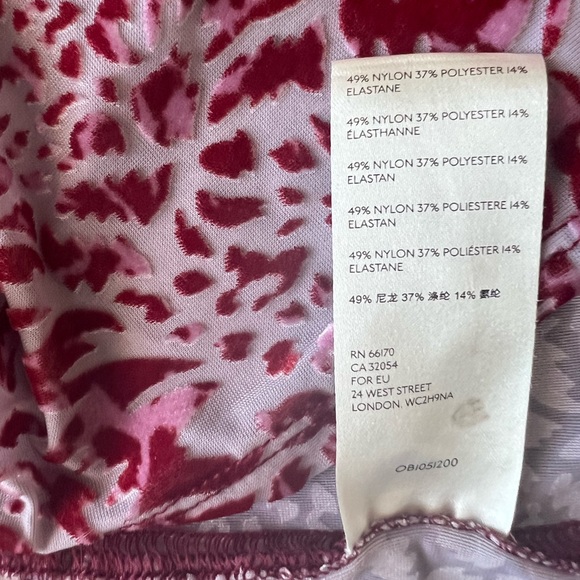 49% NYLON 37% POLYESTER 14%
ELASTANE
49% NYLON 37% POLYESTER 14%
ÉLASTHANNE
49% NYLON 37% POLYESTER 14%
ELASTAN
49% NYLON 37% POLIESTERE 14%
ELASTAN
49% NYLON 37% POLIÉSTER 14%
ELASTANE
49% 尼龙 37% 涤纶 14% 氨纶
RN 66170
CA 32054
FOR EU
24 WEST STREET
LONDON. WC2H9NA
OB1051200